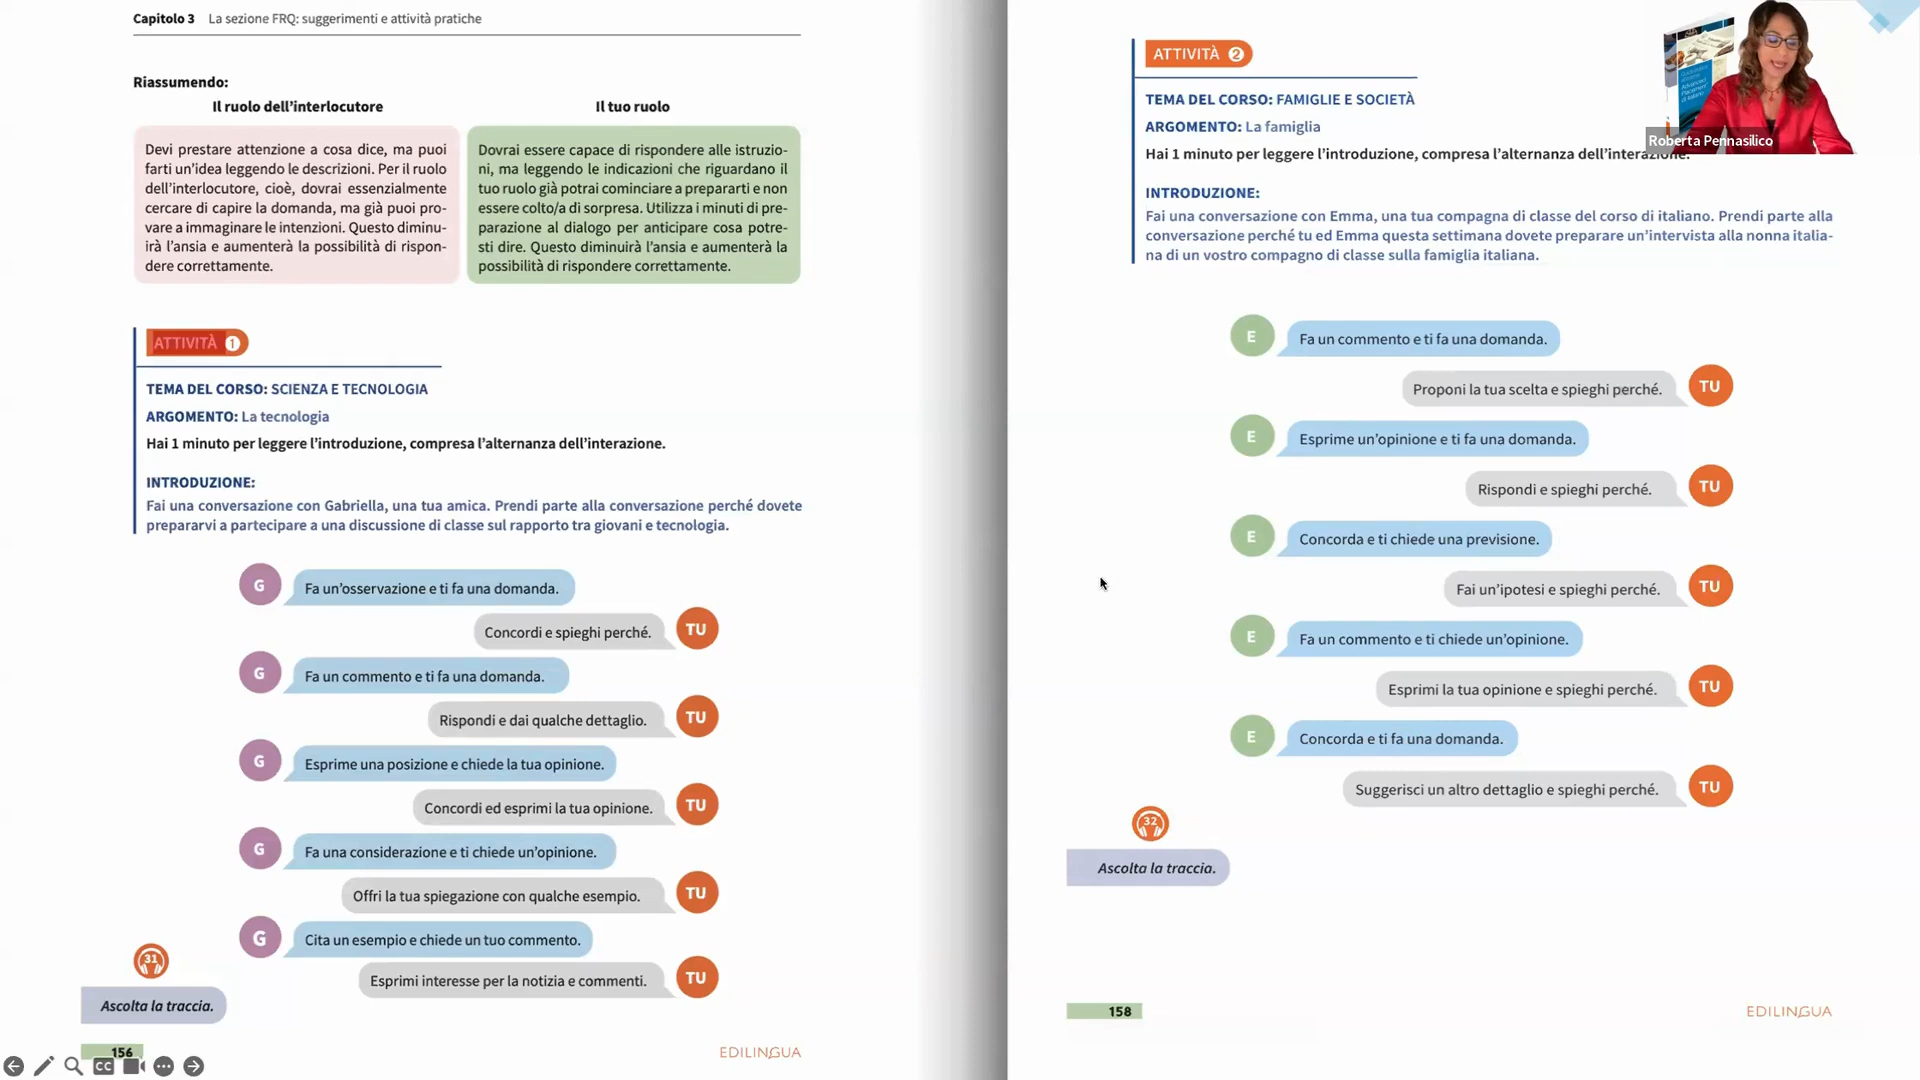 Capitolo 3 La sezione FRQ: suggerimenti e attività pratiche
Riassumendo:
Il ruolo dell'interlocutore
Devi prestare attenzione a cosa dice, ma puoi
farti un'idea leggendo le descrizioni. Per il ruolo
dell'interlocutore, cioè, dovrai essenzialmente
cercare di capire la domanda, ma già puoi pro-
vare a immaginare le intenzioni. Questo diminu-
irà l'ansia e aumenterà la possibilità di rispon-
dere correttamente.
Il tuo ruolo
Dovrai essere capace di rispondere alle istruzio-
ni, ma leggendo le indicazioni che riguardano il
tuo ruolo già potrai cominciare a prepararti e non
essere colto/a di sorpresa. Utilizza i minuti di pre-
parazione al dialogo per anticipare cosa potre-
sti dire. Questo diminuirà l'ansia e aumenterà la
possibilità di rispondere correttamente.
ATTIVITÀ 1
TEMA DEL CORSO: SCIENZA E TECNOLOGIA
ARGOMENTO: La tecnologia
Hai 1 minuto per leggere l'introduzione, compresa l'alternanza dell'interazione.
INTRODUZIONE:
Fai una conversazione con Gabriella, una tua amica. Prendi parte alla conversazione perché dovete
prepararvi a partecipare a una discussione di classe sul rapporto tra giovani e tecnologia.
G Fa un'osservazione e ti fa una domanda.
Concordi e spieghi perché. TU
G Fa un commento e ti fa una domanda.
Rispondi e dai qualche dettaglio. TU
G Esprime una posizione e chiede la tua opinione.
Concordi ed esprimi la tua opinione. TU
G Fa una considerazione e ti chiede un'opinione.
Offri la tua spiegazione con qualche esempio. TU
G Cita un esempio e chiede un tuo commento.
Esprimi interesse per la notizia e commenti. TU
31
Ascolta la traccia.
156
EDILINGUA
CC
ATTIVITÀ 2
TEMA DEL CORSO: FAMIGLIE E SOCIETÀ
ARGOMENTO: La famiglia
Hai 1 minuto per leggere l'introduzione, compresa l'alternanza dell'interazione.
INTRODUZIONE:
Fai una conversazione con Emma, una tua compagna di classe del corso di italiano. Prendi parte alla
conversazione perché tu ed Emma questa settimana dovete preparare un'intervista alla nonna italia-
na di un vostro compagno di classe sulla famiglia italiana.
E Fa un commento e ti fa una domanda.
Proponi la tua scelta e spieghi perché. TU
E Esprime un'opinione e ti fa una domanda.
Rispondi e spieghi perché. TU
E Concorda e ti chiede una previsione.
Fai un'ipotesi e spieghi perché. TU
E Fa un commento e ti chiede un'opinione.
Esprimi la tua opinione e spieghi perché. TU
E Concorda e ti fa una domanda.
Suggerisci un altro dettaglio e spieghi perché. TU
32
Ascolta la traccia.
158
EDILINGUA
Roberta Pennasilico